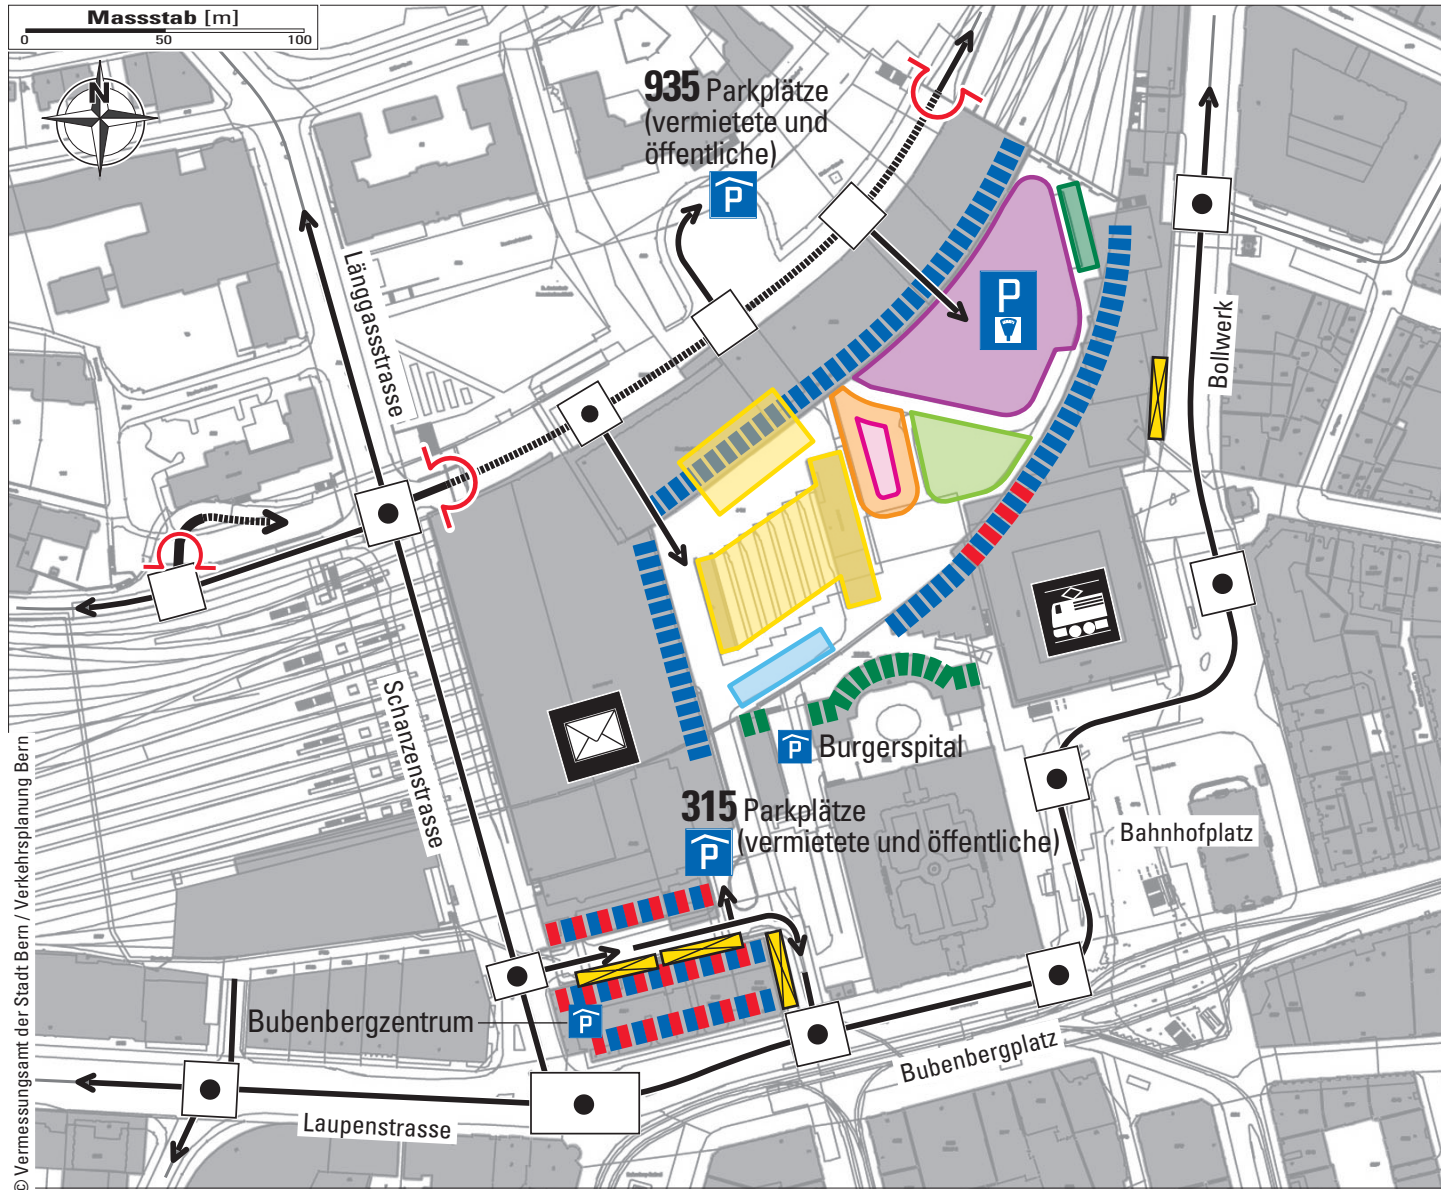 Massstab [m]
0 50 100
N
935 Parkplätze
(vermietete und
öffentliche)
P
Länggassstrasse
P
Bollwerk
Schanzenstrasse
P Burgerspital
315 Parkplätze
(vermietete und öffentliche)
P
Bahnhofplatz
Bubenbergzentrum
P
Bubenbergplatz
Laupenstrasse
© Vermessungsamt der Stadt Bern / Verkehrsplanung Bern